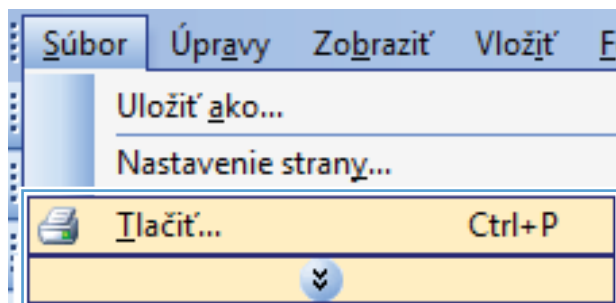 Súbor Úpravy Zobraziť Vložiť F
Uložiť ako...
Nastavenie strany...
Tlačiť... Ctrl+P